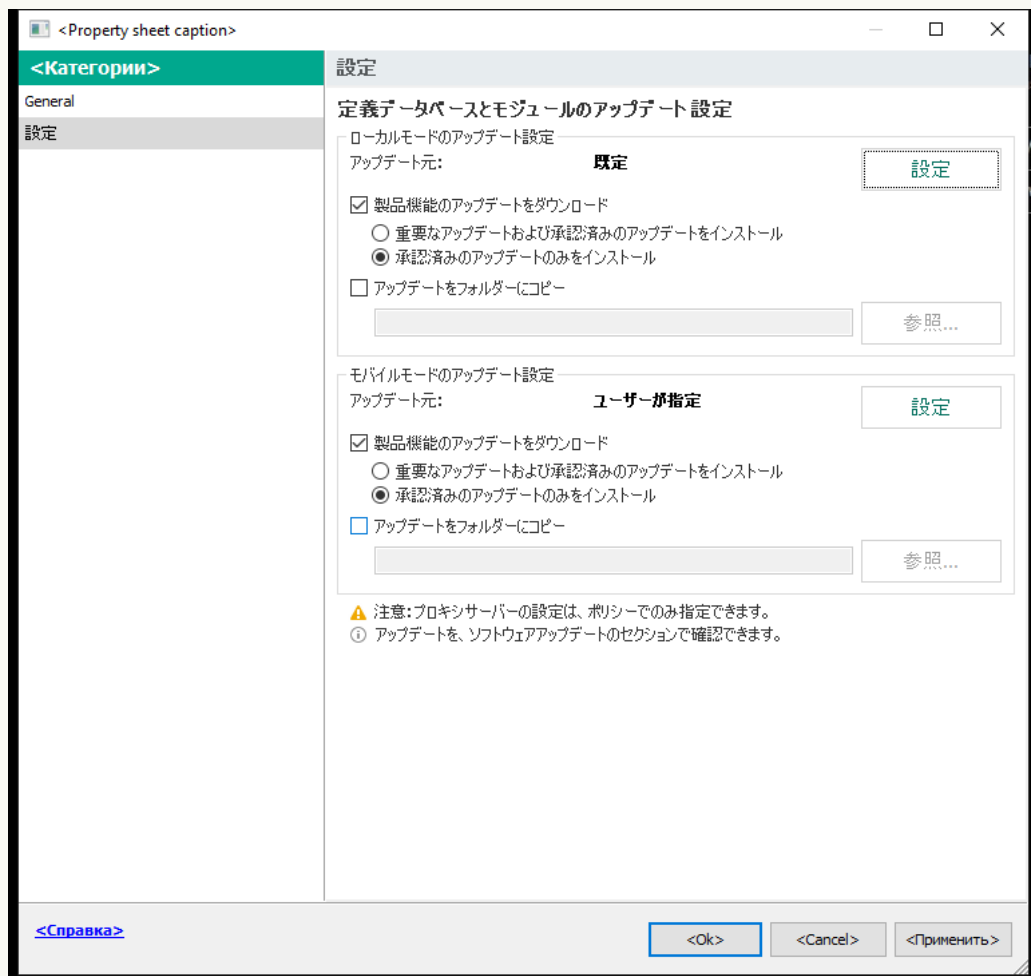 <Property sheet caption>
<Категории>
General
設定
設定
定義データベースとモジュールのアップデート設定
ローカルモードのアップデート設定
アップデート元: 既定 設定
製品機能のアップデートをダウンロード
重要なアップデートおよび承認済みのアップデートをインストール
承認済みのアップデートのみをインストール
アップデートをフォルダーにコピー
参照...
モバイルモードのアップデート設定
アップデート元: ユーザーが指定 設定
製品機能のアップデートをダウンロード
重要なアップデートおよび承認済みのアップデートをインストール
承認済みのアップデートのみをインストール
アップデートをフォルダーにコピー
参照...
注意:プロキシサーバーの設定は、ポリシーでのみ指定できます。
アップデートを、ソフトウェアアップデートのセクションで確認できます。
<Справка>
<Ok> <Cancel> <Применить>